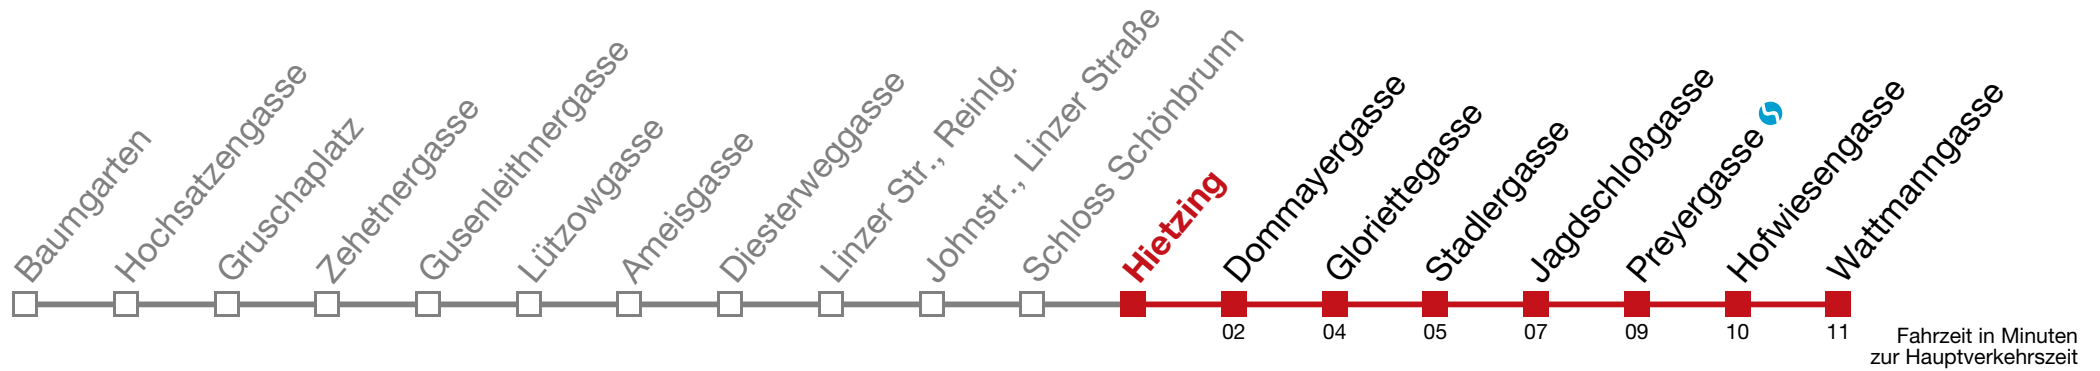 Baumgarten
Hochsatzengasse
Gruschaplatz
Zehetnergasse
Gusenleithnergasse
Lützowgasse
Ameisgasse
Diesterweggasse
Linzer Str., Reinlg.
Johnstr., Linzer Straße
Schloss Schönbrunn
Hietzing
Dommayergasse
Gloriettegasse
Stadlergasse
Jagdschloßgasse
Preyergasse
Hofwiesengasse
Wattmanngasse
02 04 05 07 09 10 11
Fahrzeit in Minuten
zur Hauptverkehrszeit